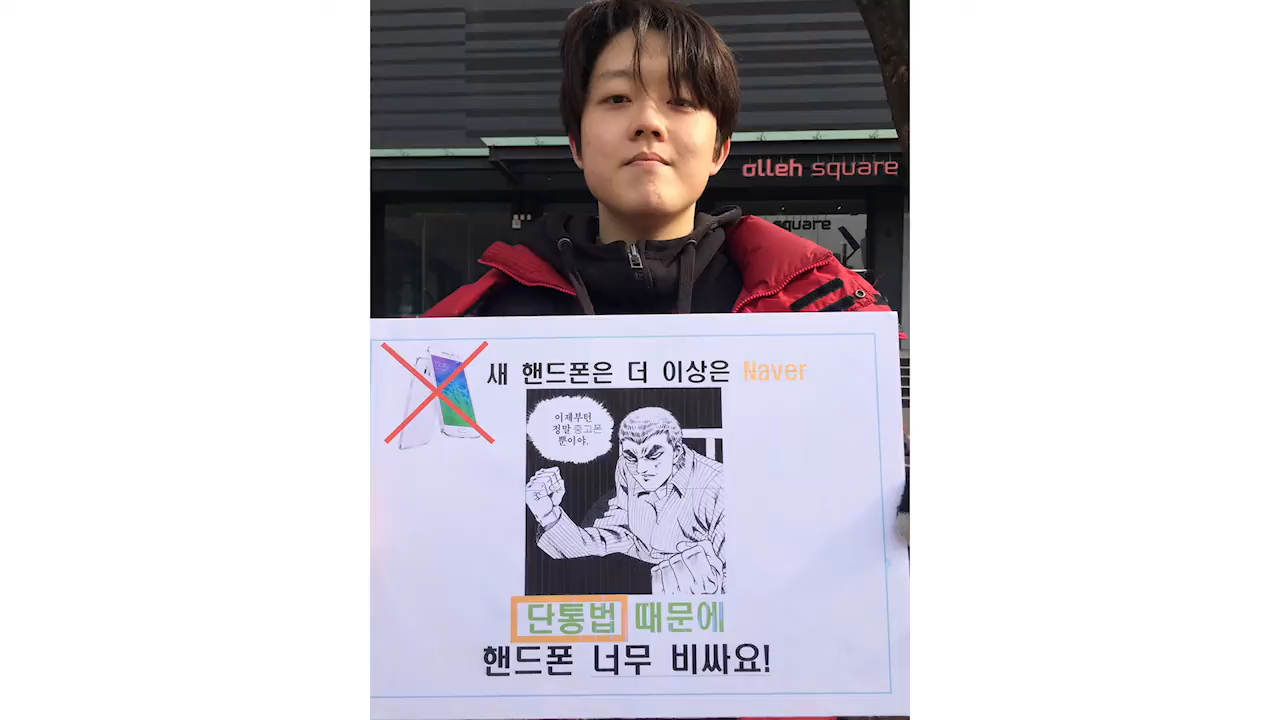 olleh square
square
새 핸드폰은 더 이상은 Naver
이제부턴
정말 중고폰
뿐이야.
단통법 때문에
핸드폰 너무 비싸요!